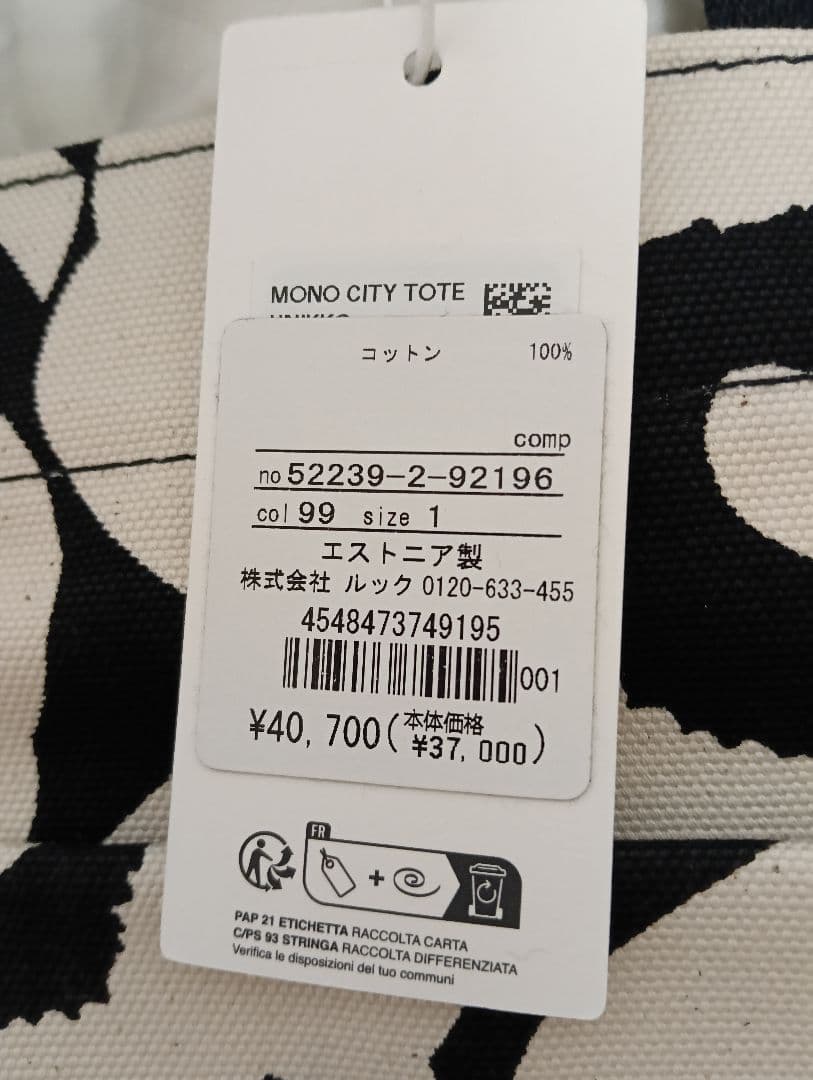 MONO CITY TOTE
コットン 100%
comp
no 52239-2-92196
col 99 size 1
エストニア製
株式会社 ルック 0120-633-455
4548473749195
001
¥40,700(本体価格 ¥37,000)
FR
+
PAP 21 ETICHETTA RACCOLTA CARTA
C/PS 93 STRINGA RACCOLTA DIFFERENZIATA
Verifica le disposizioni del tuo communi